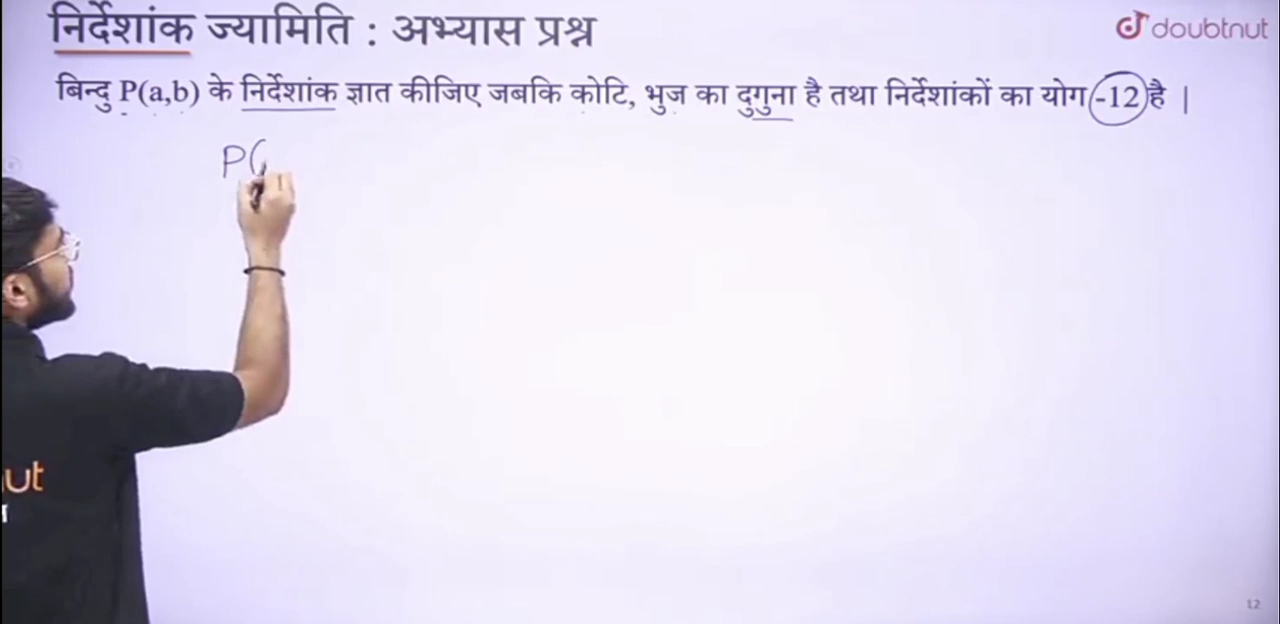 निर्देशांक ज्यामिति : अभ्यास प्रश्न
doubtnut
बिन्दु P(a,b) के निर्देशांक ज्ञात कीजिए जबकि कोटि, भुज का दुगुना है तथा निर्देशांकों का योग -12 है |
P(
ut
12